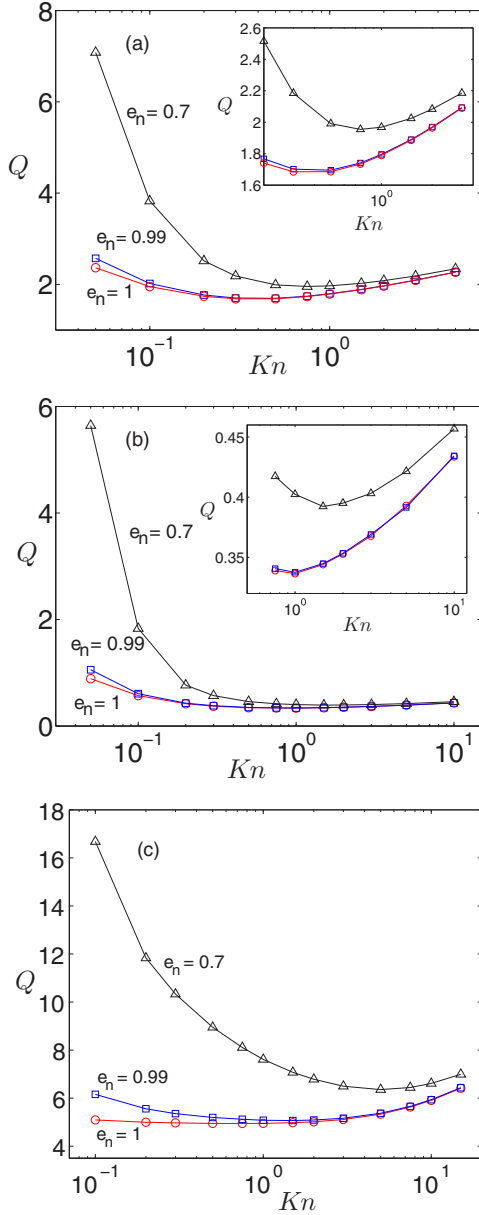 (a)
8
6
4
2
Q
e_n = 0.7
e_n = 0.99
e_n = 1
10^{-1}
10^0
Kn
2.6
2.4
2.2
2
1.8
1.6
Q
10^0
Kn
(b)
6
4
2
0
Q
e_n = 0.7
e_n = 0.99
e_n = 1
10^{-1}
10^0
10^1
Kn
0.45
0.4
0.35
Q
10^0
10^1
Kn
(c)
18
16
14
12
10
8
6
4
Q
e_n = 0.7
e_n = 0.99
e_n = 1
10^{-1}
10^0
10^1
Kn